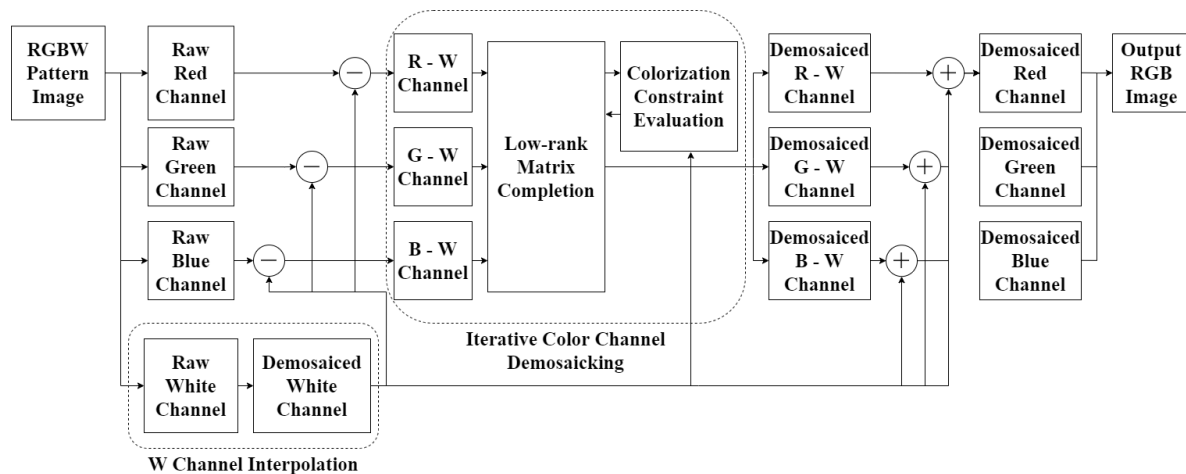 RGBW
Pattern
Image
Raw
Red
Channel
Raw
Green
Channel
Raw
Blue
Channel
Raw
White
Channel
Demosaiced
White
Channel
W Channel Interpolation
R - W
Channel
G - W
Channel
B - W
Channel
Low-rank
Matrix
Completion
Colorization
Constraint
Evaluation
Iterative Color Channel
Demosaicking
Demosaiced
R - W
Channel
Demosaiced
G - W
Channel
Demosaiced
B - W
Channel
Demosaiced
Red
Channel
Demosaiced
Green
Channel
Demosaiced
Blue
Channel
Output
RGB
Image